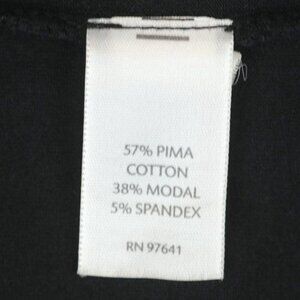 57% PIMA
COTTON
38% MODAL
5% SPANDEX
RN 97641